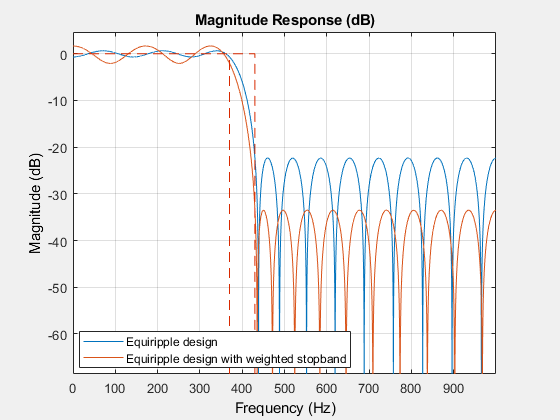 Magnitude Response (dB)
0
-10
-20
-30
-40
-50
-60
Magnitude (dB)
Equiripple design
Equiripple design with weighted stopband
0 100 200 300 400 500 600 700 800 900
Frequency (Hz)